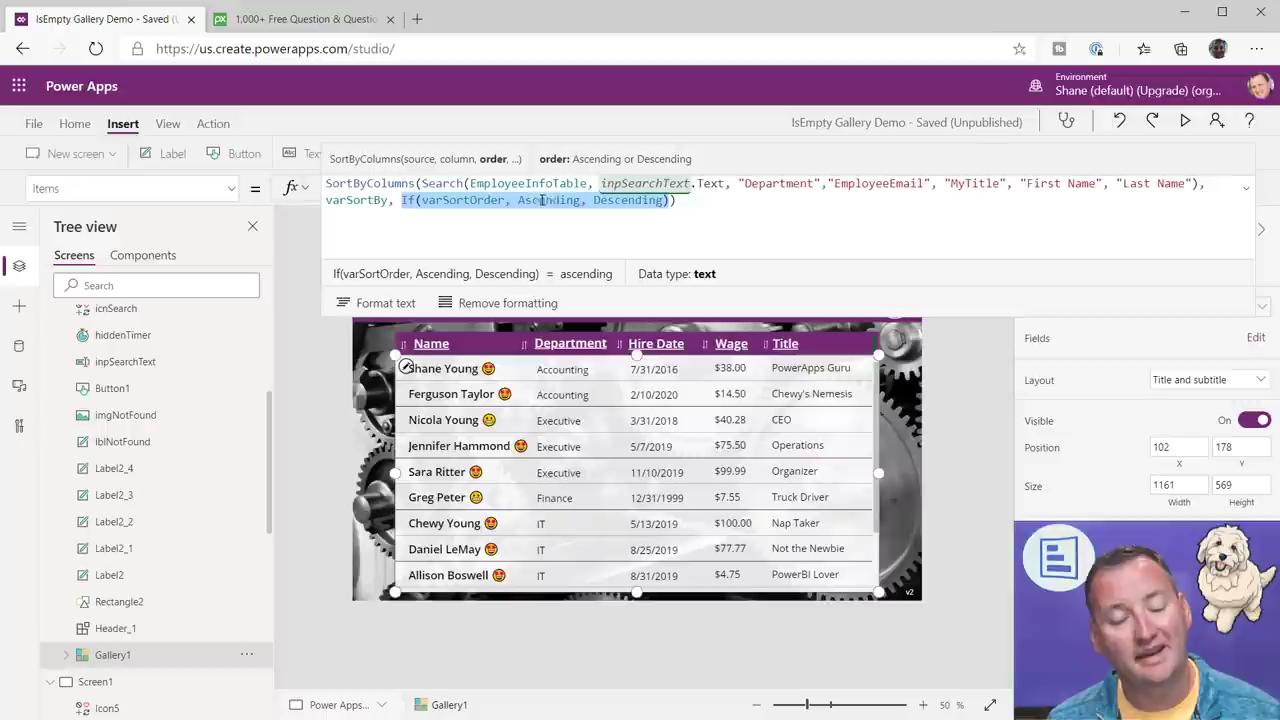 IsEmpty Gallery Demo - Saved (U
1,000+ Free Question & Questio
https://us.create.powerapps.com/studio/
Power Apps
Environment
Shane (default) (Upgrade) (org...
File
Home
Insert
View
Action
IsEmpty Gallery Demo - Saved (Unpublished)
New screen
Label
Button
SortByColumns(source, column, order, ...)
order: Ascending or Descending
Items
=
fx
SortByColumns(Search(EmployeeInfoTable, inpSearchText.Text, "Department","EmployeeEmail", "MyTitle", "First Name", "Last Name"),
varSortBy, If(varSortOrder, Ascending, Descending))
If(varSortOrder, Ascending, Descending) = ascending
Data type: text
Format text
Remove formatting
Tree view
Screens
Components
Search
icnSearch
hiddenTimer
inpSearchText
Button1
imgNotFound
lblNotFound
Label2_4
Label2_3
Label2_2
Label2_1
Label2
Rectangle2
Header_1
Gallery1
Screen1
Icon5
Name Department Hire Date Wage Title
Shane Young Accounting 7/31/2016 $38.00 PowerApps Guru
Ferguson Taylor Accounting 2/10/2020 $14.50 Chewy's Nemesis
Nicola Young Executive 3/31/2018 $40.28 CEO
Jennifer Hammond Executive 5/7/2019 $75.50 Operations
Sara Ritter Executive 11/10/2019 $99.99 Organizer
Greg Peter Finance 12/31/1999 $7.55 Truck Driver
Chewy Young IT 5/13/2019 $100.00 Nap Taker
Daniel LeMay IT 8/25/2019 $77.77 Not the Newbie
Allison Boswell IT 8/31/2019 $4.75 PowerBI Lover
v2
Fields
Edit
Layout
Title and subtitle
Visible
On
Position
102
178
X
Y
Size
1161
569
Width
Height
Power Apps...
Gallery1
50 %